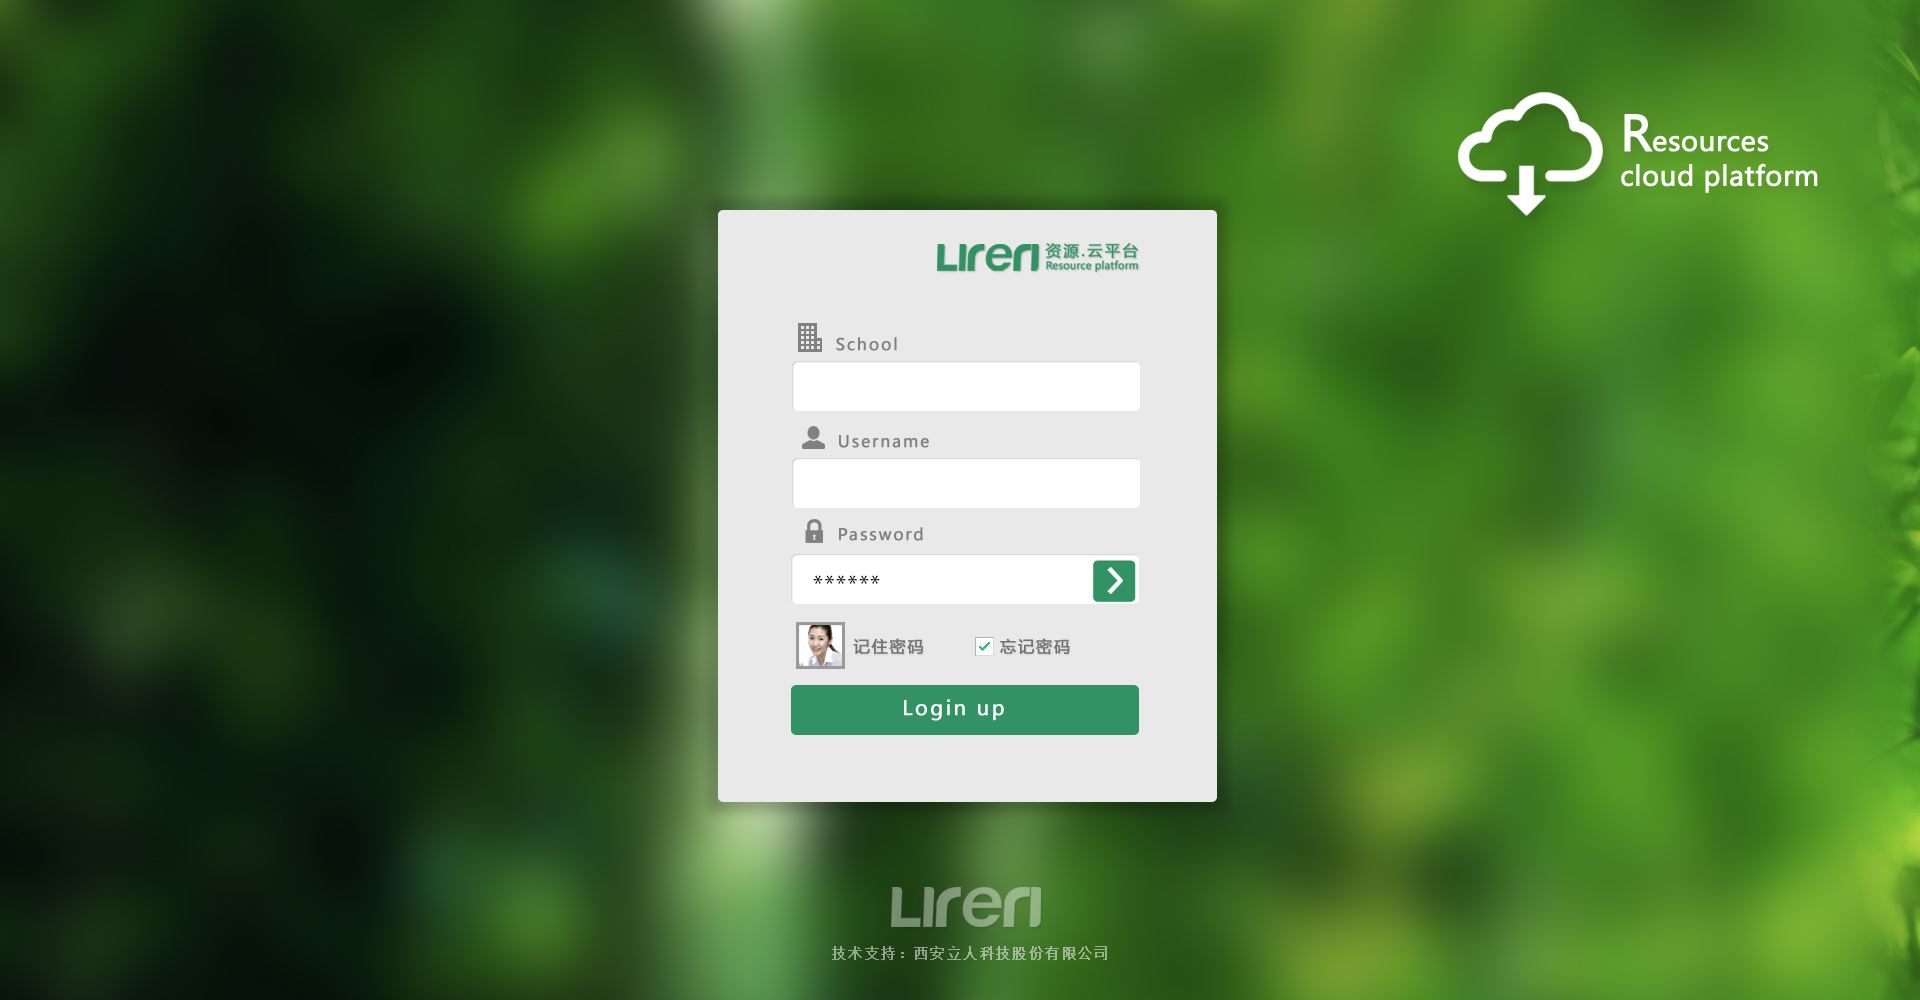 Resources
cloud platform
Lireri 资源.云平台
Resource platform
School
Username
Password
******
记住密码
忘记密码
Login up
Lireri
技术支持：西安立人科技股份有限公司